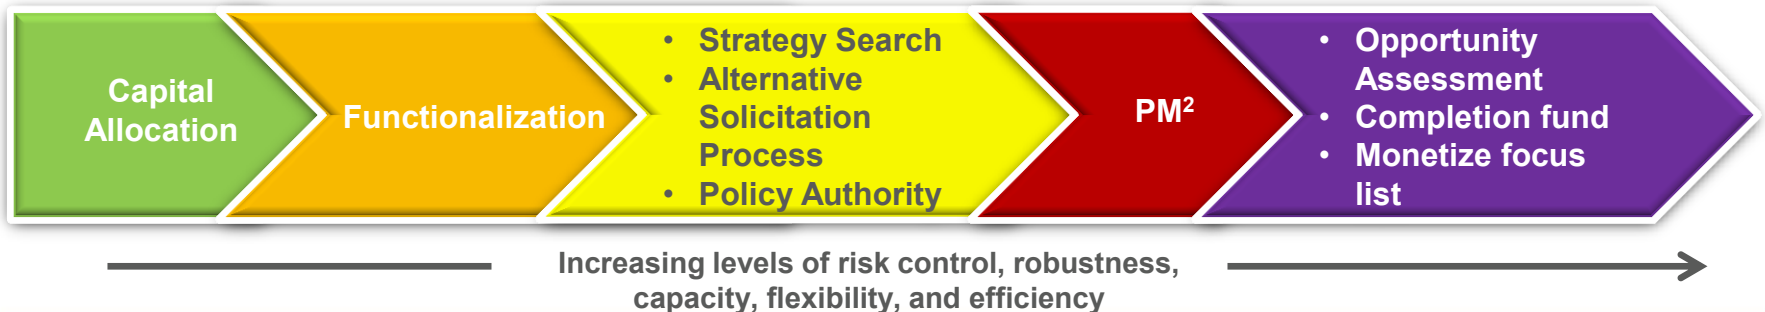 Capital
Allocation
Functionalization
• Strategy Search
• Alternative
Solicitation
Process
• Policy Authority
PM²
• Opportunity
Assessment
• Completion fund
• Monetize focus
list
Increasing levels of risk control, robustness,
capacity, flexibility, and efficiency